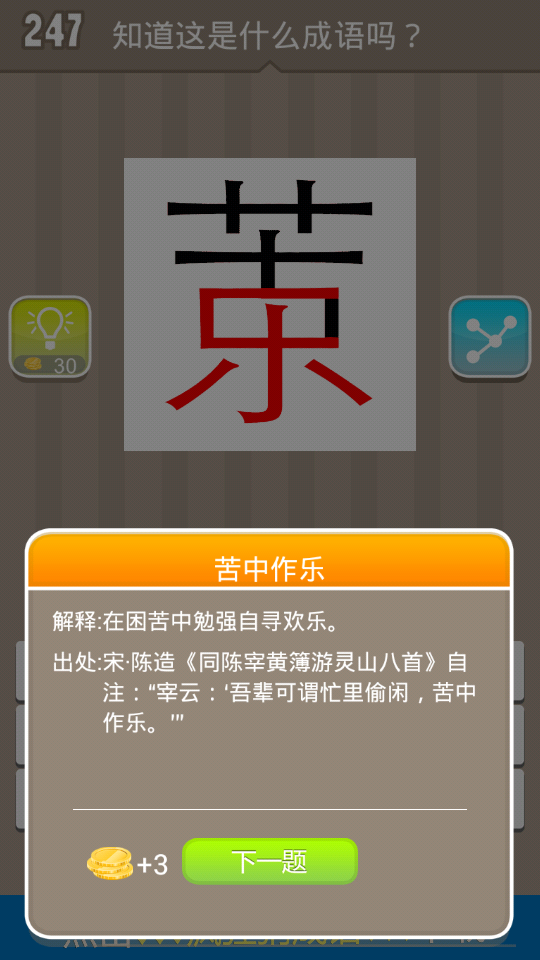 247 知道这是什么成语吗？
30
苦中作乐
解释:在困苦中勉强自寻欢乐。
出处:宋·陈造《同陈宰黄簿游灵山八首》自
注：“宰云：‘吾辈可谓忙里偷闲，苦中
作乐。’”
+3 下一题